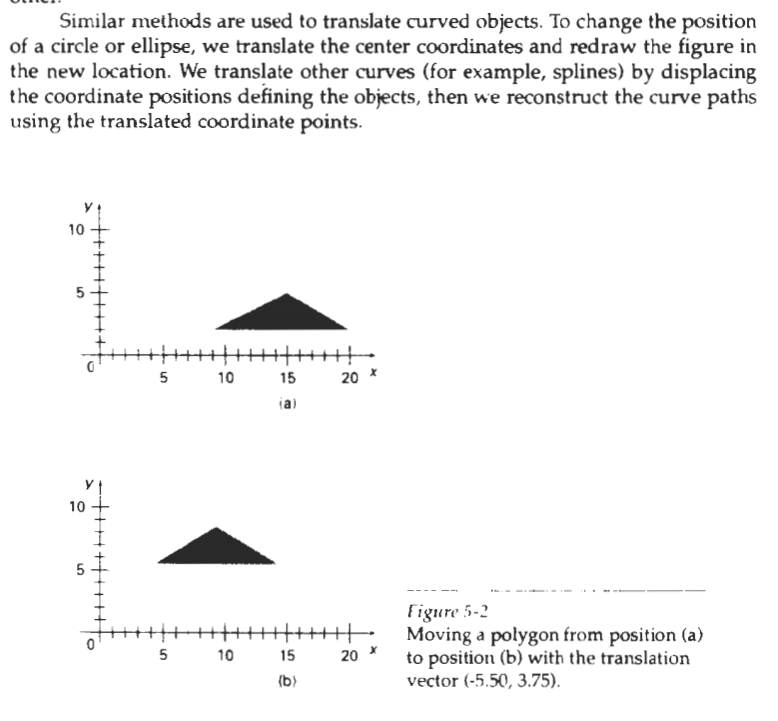 Similar methods are used to translate curved objects. To change the position
of a circle or ellipse, we translate the center coordinates and redraw the figure in
the new location. We translate other curves (for example, splines) by displacing
the coordinate positions defining the objects, then we reconstruct the curve paths
using the translated coordinate points.
y
10
5
0
5 10 15 20 x
(a)
y
10
5
0
5 10 15 20 x
(b)
Figure 5-2
Moving a polygon from position (a)
to position (b) with the translation
vector (-5.50, 3.75).